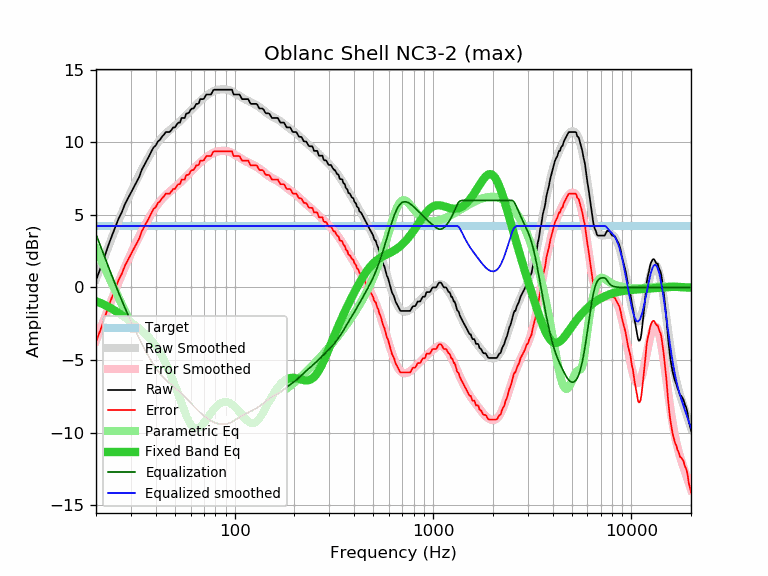 Oblanc Shell NC3-2 (max)
15
10
5
0
−5
−10
−15
Amplitude (dBr)
Target
Raw Smoothed
Error Smoothed
Raw
Error
Parametric Eq
Fixed Band Eq
Equalization
Equalized smoothed
100 1000 10000
Frequency (Hz)